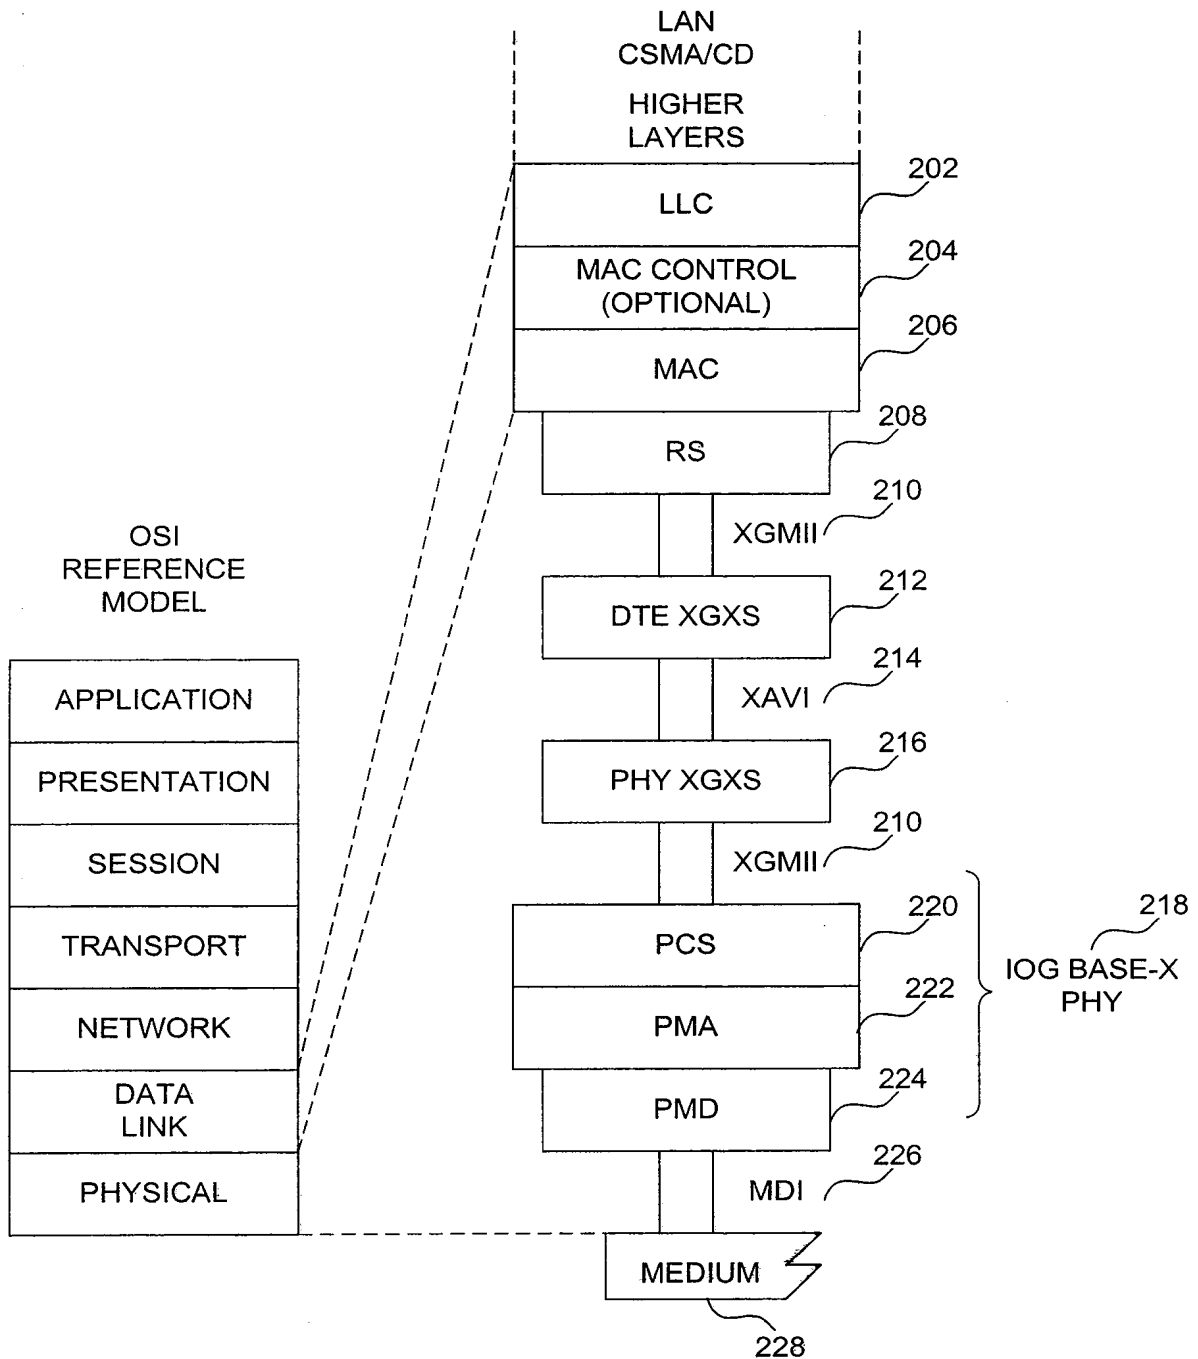 LAN
CSMA/CD
HIGHER
LAYERS
LLC
202
MAC CONTROL
(OPTIONAL)
204
MAC
206
RS
208
XGMII
210
DTE XGXS
212
XAVI
214
PHY XGXS
216
XGMII
210
PCS
220
PMA
222
PMD
224
218
IOG BASE-X
PHY
MDI
226
MEDIUM
228
OSI
REFERENCE
MODEL
APPLICATION
PRESENTATION
SESSION
TRANSPORT
NETWORK
DATA
LINK
PHYSICAL